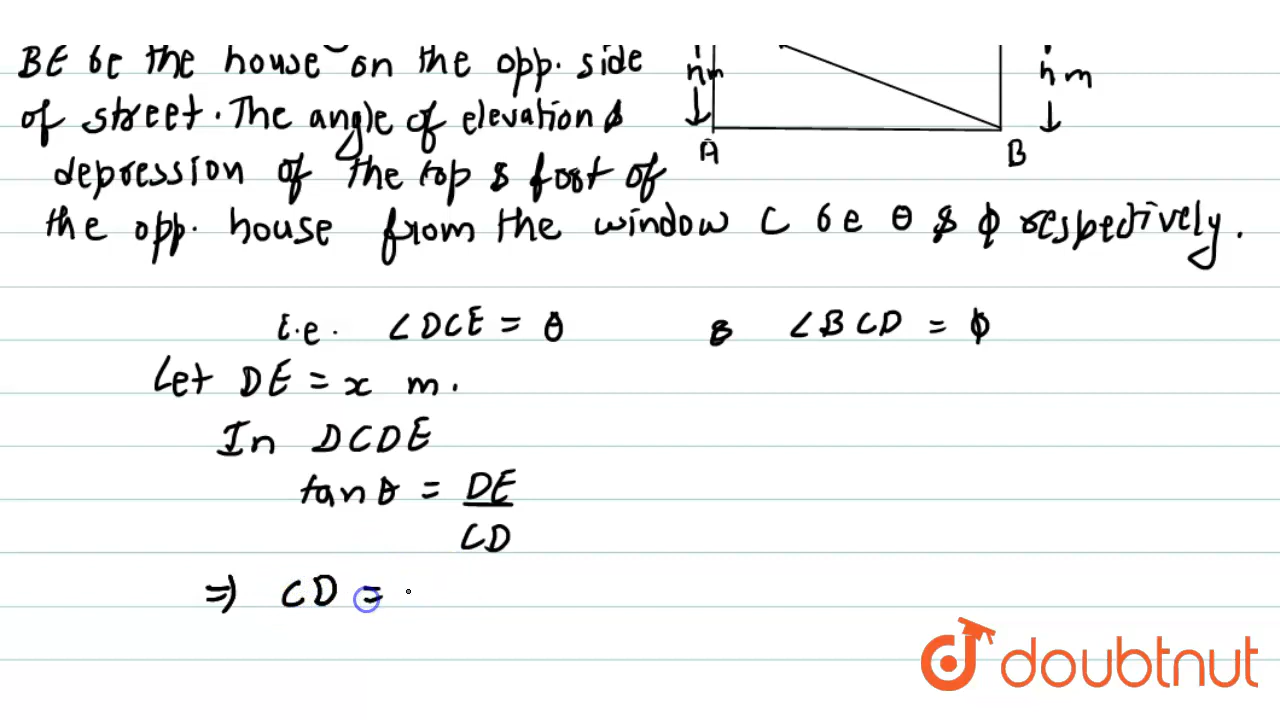 BE be the house on the opp. side
of street. The angle of elevation &
depression of the top & foot of
the opp. house from the window C be θ & ϕ respectively.
h m
h m
A
B
i.e. ∠DCE = θ & ∠BCD = ϕ
Let DE = x m.
In DCDE
tan θ = DE
CD
⇒ CD =
doubtnut